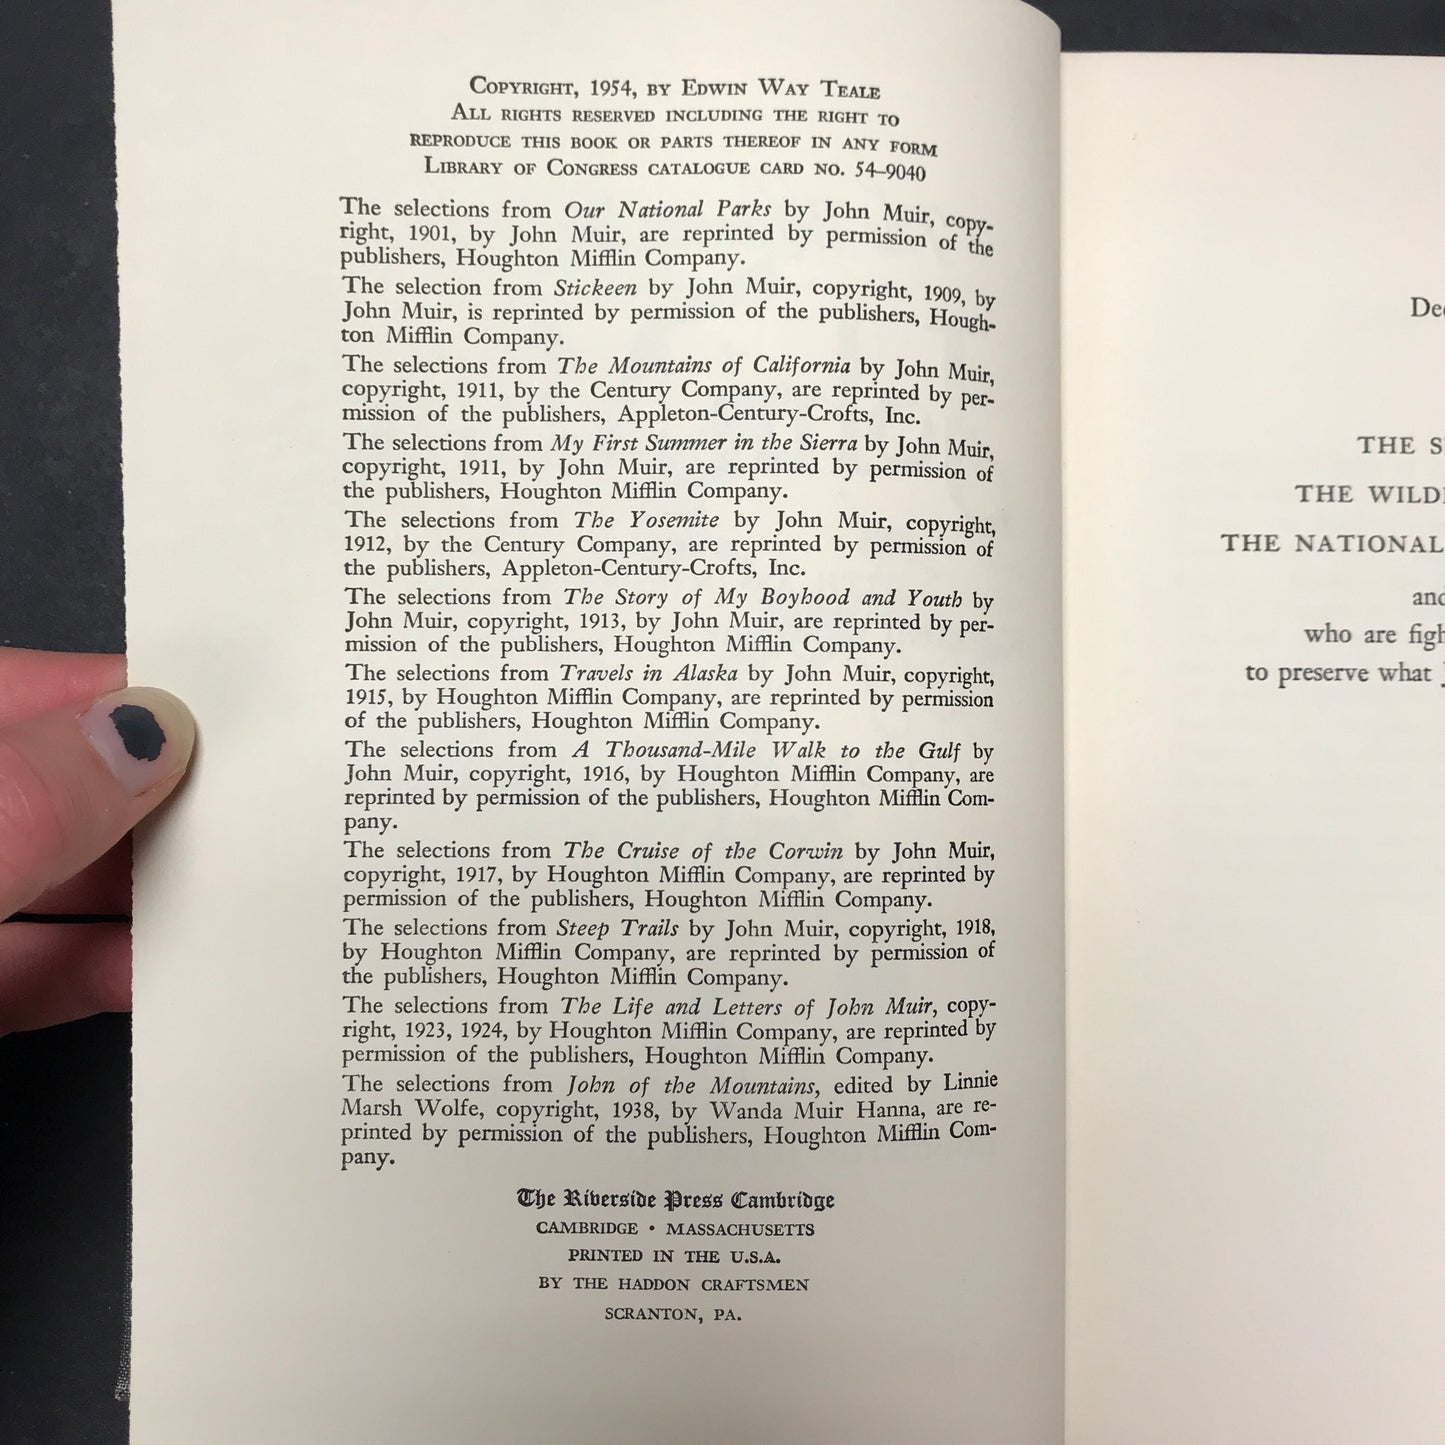 Copyright, 1954, by Edwin Way Teale
All rights reserved including the right to
reproduce this book or parts thereof in any form
Library of Congress catalogue card no. 54–9040
The selections from Our National Parks by John Muir, copy-
right, 1901, by John Muir, are reprinted by permission of the
publishers, Houghton Mifflin Company.
The selection from Stickeen by John Muir, copyright, 1909, by
John Muir, is reprinted by permission of the publishers, Hough-
ton Mifflin Company.
The selections from The Mountains of California by John Muir,
copyright, 1911, by the Century Company, are reprinted by per-
mission of the publishers, Appleton-Century-Crofts, Inc.
The selections from My First Summer in the Sierra by John Muir,
copyright, 1911, by John Muir, are reprinted by permission of
the publishers, Houghton Mifflin Company.
The selections from The Yosemite by John Muir, copyright,
1912, by the Century Company, are reprinted by permission of
the publishers, Appleton-Century-Crofts, Inc.
The selections from The Story of My Boyhood and Youth by
John Muir, copyright, 1913, by John Muir, are reprinted by per-
mission of the publishers, Houghton Mifflin Company.
The selections from Travels in Alaska by John Muir, copyright,
1915, by Houghton Mifflin Company, are reprinted by permission
of the publishers, Houghton Mifflin Company.
The selections from A Thousand-Mile Walk to the Gulf by
John Muir, copyright, 1916, by Houghton Mifflin Company, are
reprinted by permission of the publishers, Houghton Mifflin Com-
pany.
The selections from The Cruise of the Corwin by John Muir,
copyright, 1917, by Houghton Mifflin Company, are reprinted by
permission of the publishers, Houghton Mifflin Company.
The selections from Steep Trails by John Muir, copyright, 1918,
by Houghton Mifflin Company, are reprinted by permission of
the publishers, Houghton Mifflin Company.
The selections from The Life and Letters of John Muir, copy-
right, 1923, 1924, by Houghton Mifflin Company, are reprinted by
permission of the publishers, Houghton Mifflin Company.
The selections from John of the Mountains, edited by Linnie
Marsh Wolfe, copyright, 1938, by Wanda Muir Hanna, are re-
printed by permission of the publishers, Houghton Mifflin Com-
pany.
The Riverside Press Cambridge
CAMBRIDGE • MASSACHUSETTS
PRINTED IN THE U.S.A.
BY THE HADDON CRAFTSMEN
SCRANTON, PA.
THE
THE
THE NATIONAL
who are
to preserve what